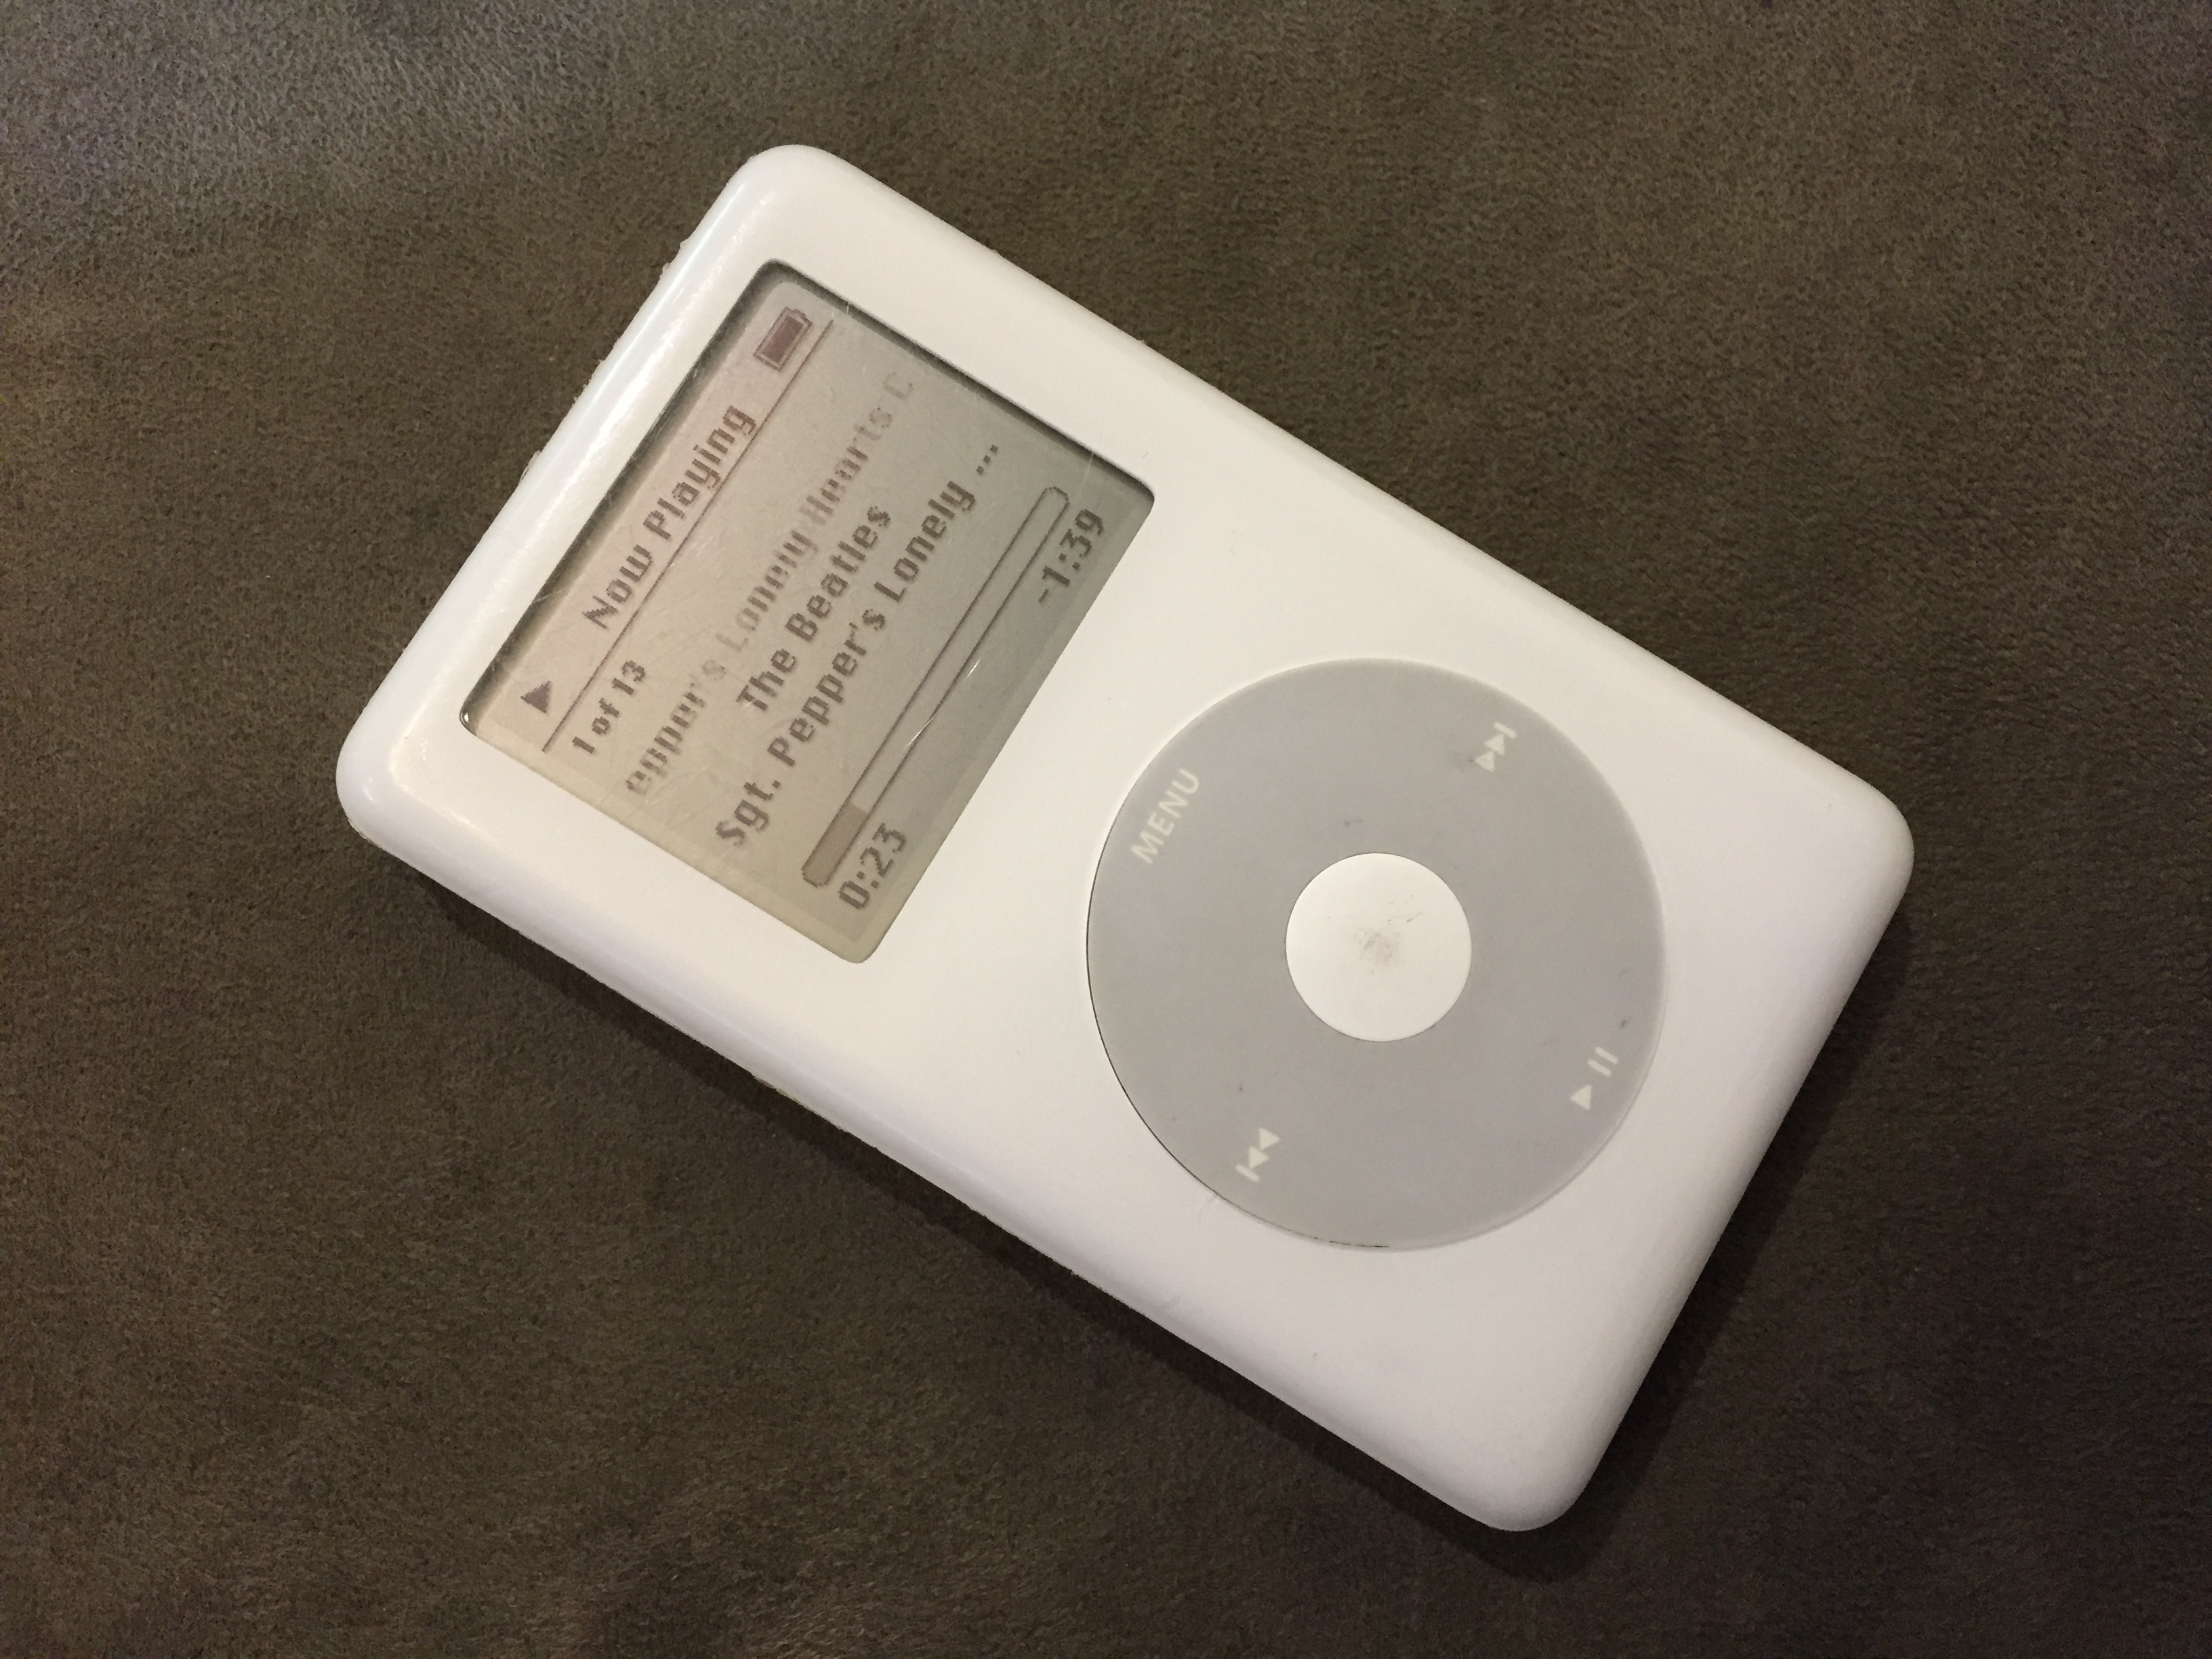 Now Playing
1 of 13
epper's Lonely Hearts C
The Beatles
Sgt. Pepper's Lonely ...
0:23 -1:39
MENU